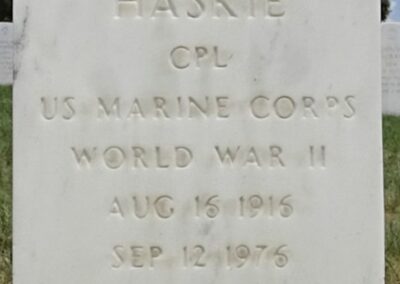 HASKIE
CPL
US MARINE CORPS
WORLD WAR II
AUG 16 1916
SEP 12 1976